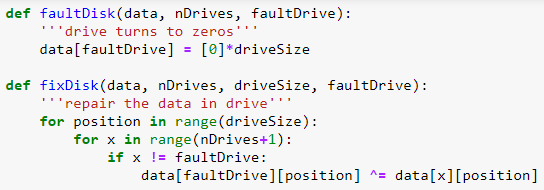 def faultDisk(data, nDrives, faultDrive):
    '''drive turns to zeros'''
    data[faultDrive] = [0]*driveSize

def fixDisk(data, nDrives, driveSize, faultDrive):
    '''repair the data in drive'''
    for position in range(driveSize):
        for x in range(nDrives+1):
            if x != faultDrive:
                data[faultDrive][position] ^= data[x][position]